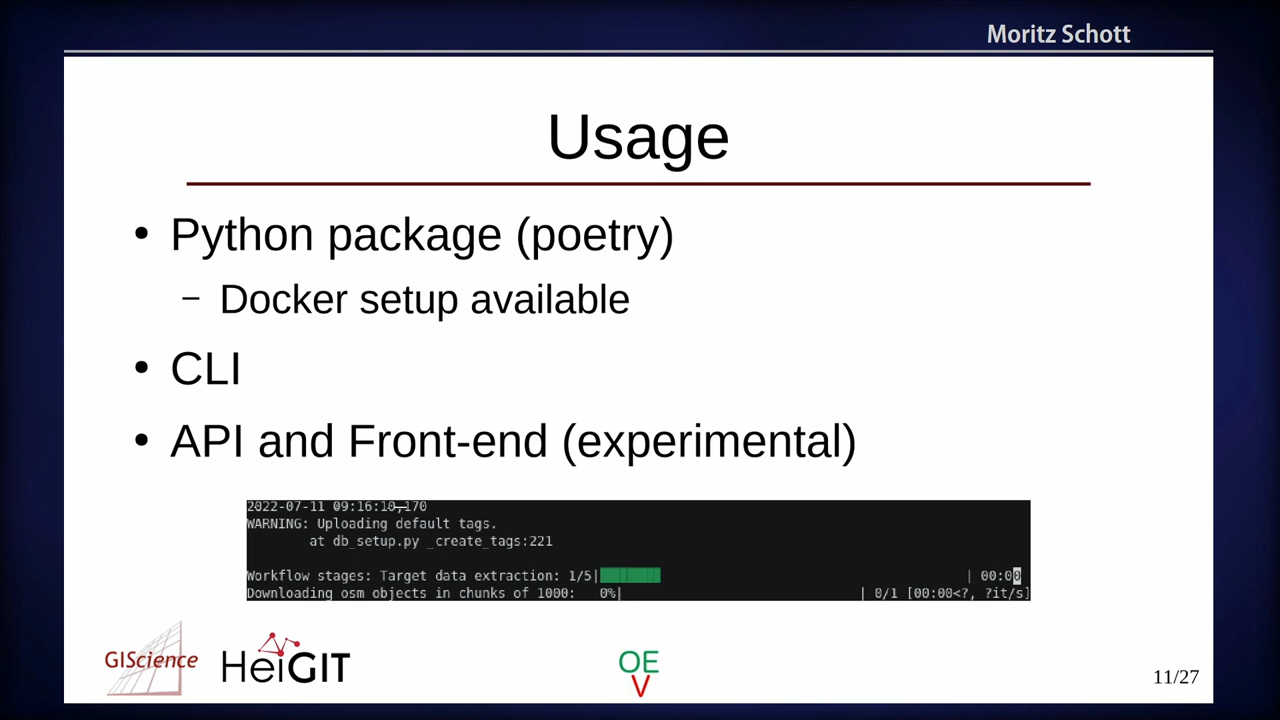 Moritz Schott
Usage
• Python package (poetry)
– Docker setup available
• CLI
• API and Front-end (experimental)
2022-07-11 09:16:10,170
WARNING: Uploading default tags.
at db_setup.py _create_tags:221
Workflow stages: Target data extraction: 1/5| | 00:00
Downloading osm objects in chunks of 1000: 0%| | 0/1 [00:00<?, ?it/s]
GIScience
HeiGIT
OE
V
11/27